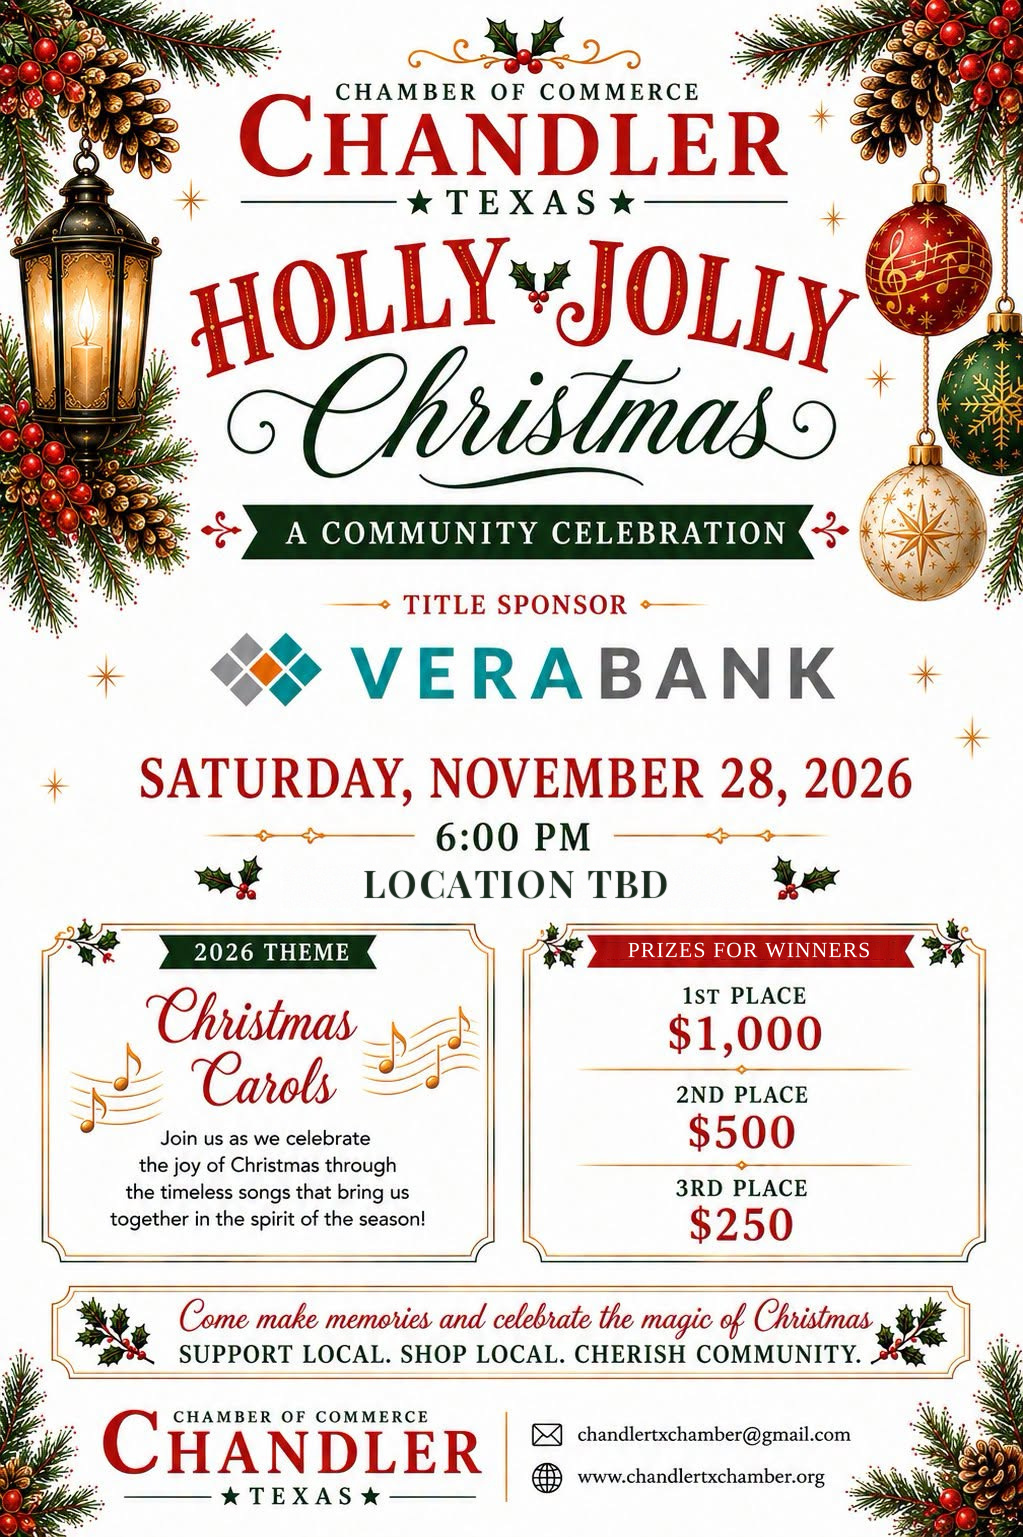 CHAMBER OF COMMERCE
CHANDLER
TEXAS
HOLLY JOLLY
Christmas
A COMMUNITY CELEBRATION
TITLE SPONSOR
VERABANK
SATURDAY, NOVEMBER 28, 2026
6:00 PM
LOCATION TBD
2026 THEME
Christmas
Carols
Join us as we celebrate
the joy of Christmas through
the timeless songs that bring us
together in the spirit of the season!
PRIZES FOR WINNERS
1ST PLACE
$1,000
2ND PLACE
$500
3RD PLACE
$250
Come make memories and celebrate the magic of Christmas
SUPPORT LOCAL. SHOP LOCAL. CHERISH COMMUNITY.
CHAMBER OF COMMERCE
CHANDLER
TEXAS
chandlertxchamber@gmail.com
www.chandlertxchamber.org